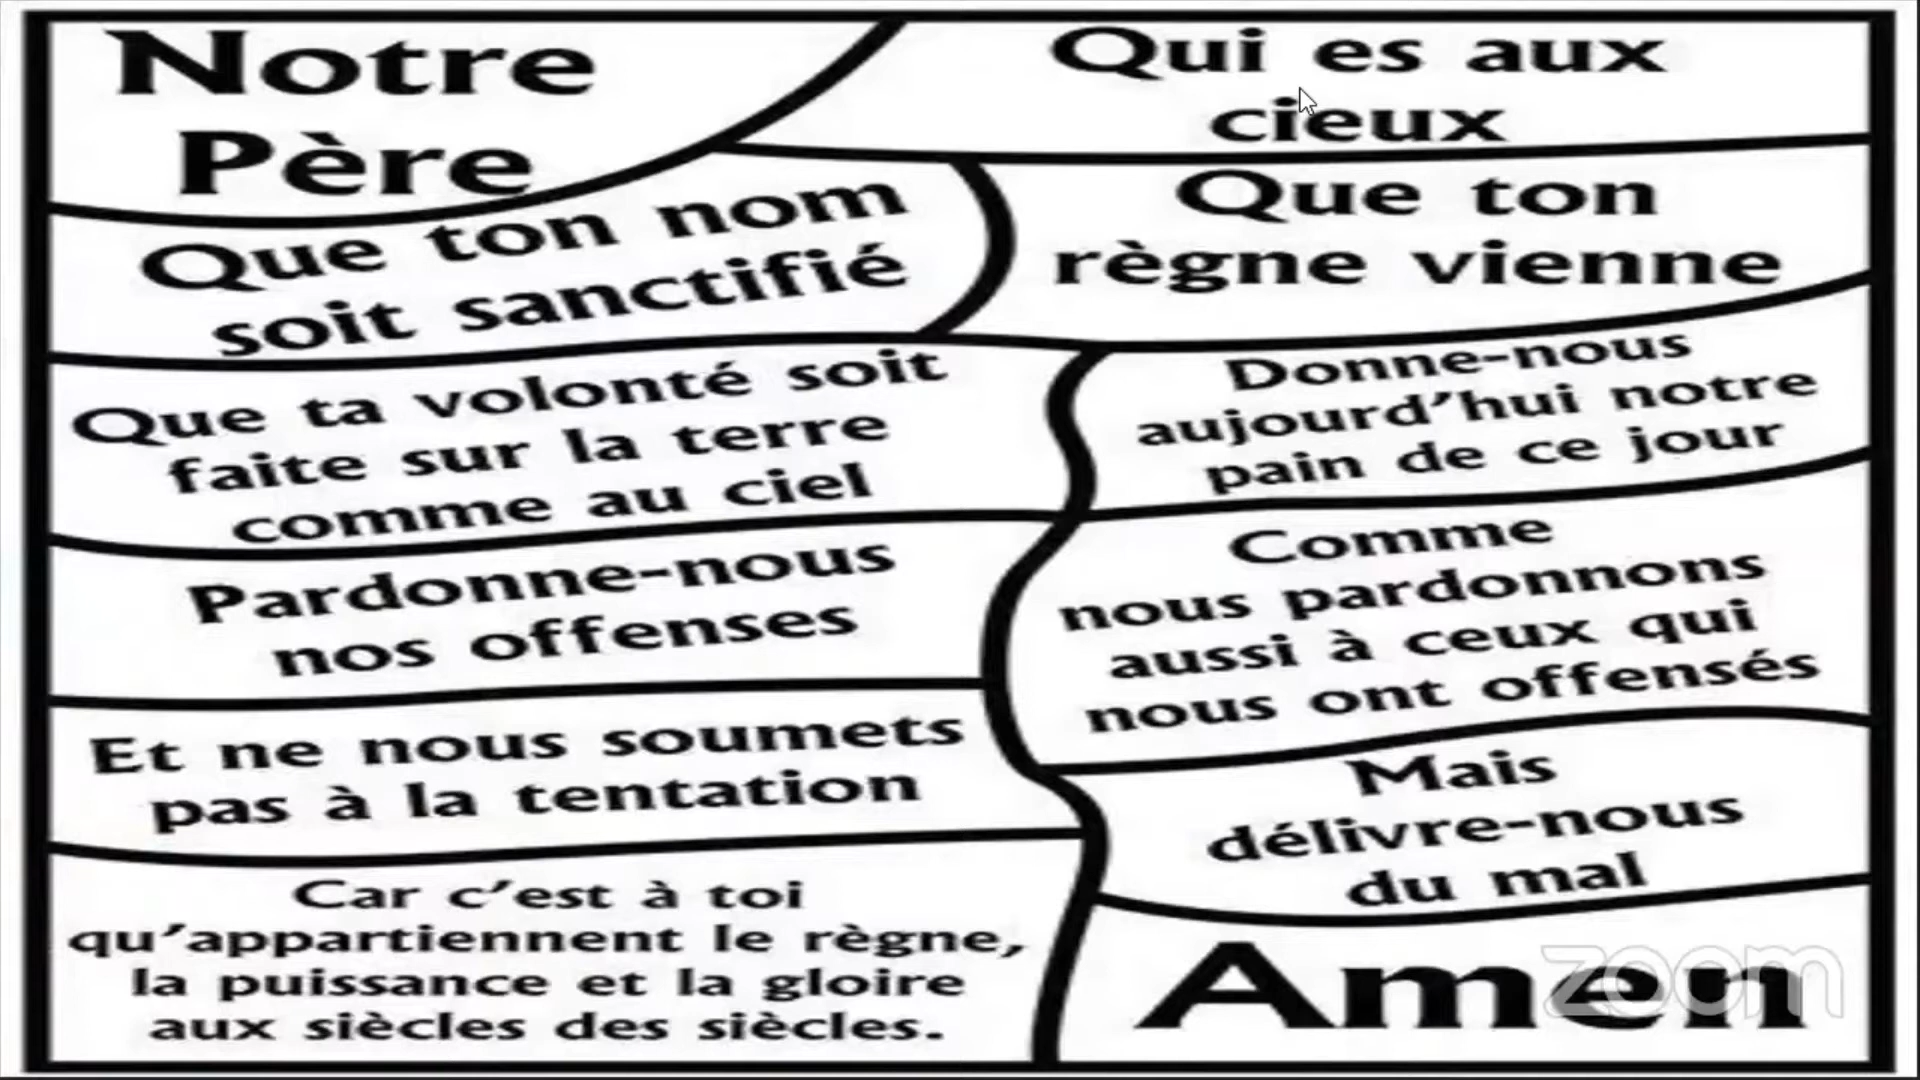 Notre
Père
Qui es aux
cieux
Que ton nom
soit sanctifié
Que ton
règne vienne
Que ta volonté soit
faite sur la terre
comme au ciel
Donne-nous
aujourd’hui notre
pain de ce jour
Pardonne-nous
nos offenses
Comme
nous pardonnons
aussi à ceux qui
nous ont offensés
Et ne nous soumets
pas à la tentation
Mais
délivre-nous
du mal
Car c’est à toi
qu’appartiennent le règne,
la puissance et la gloire
aux siècles des siècles.
Amen
zoom